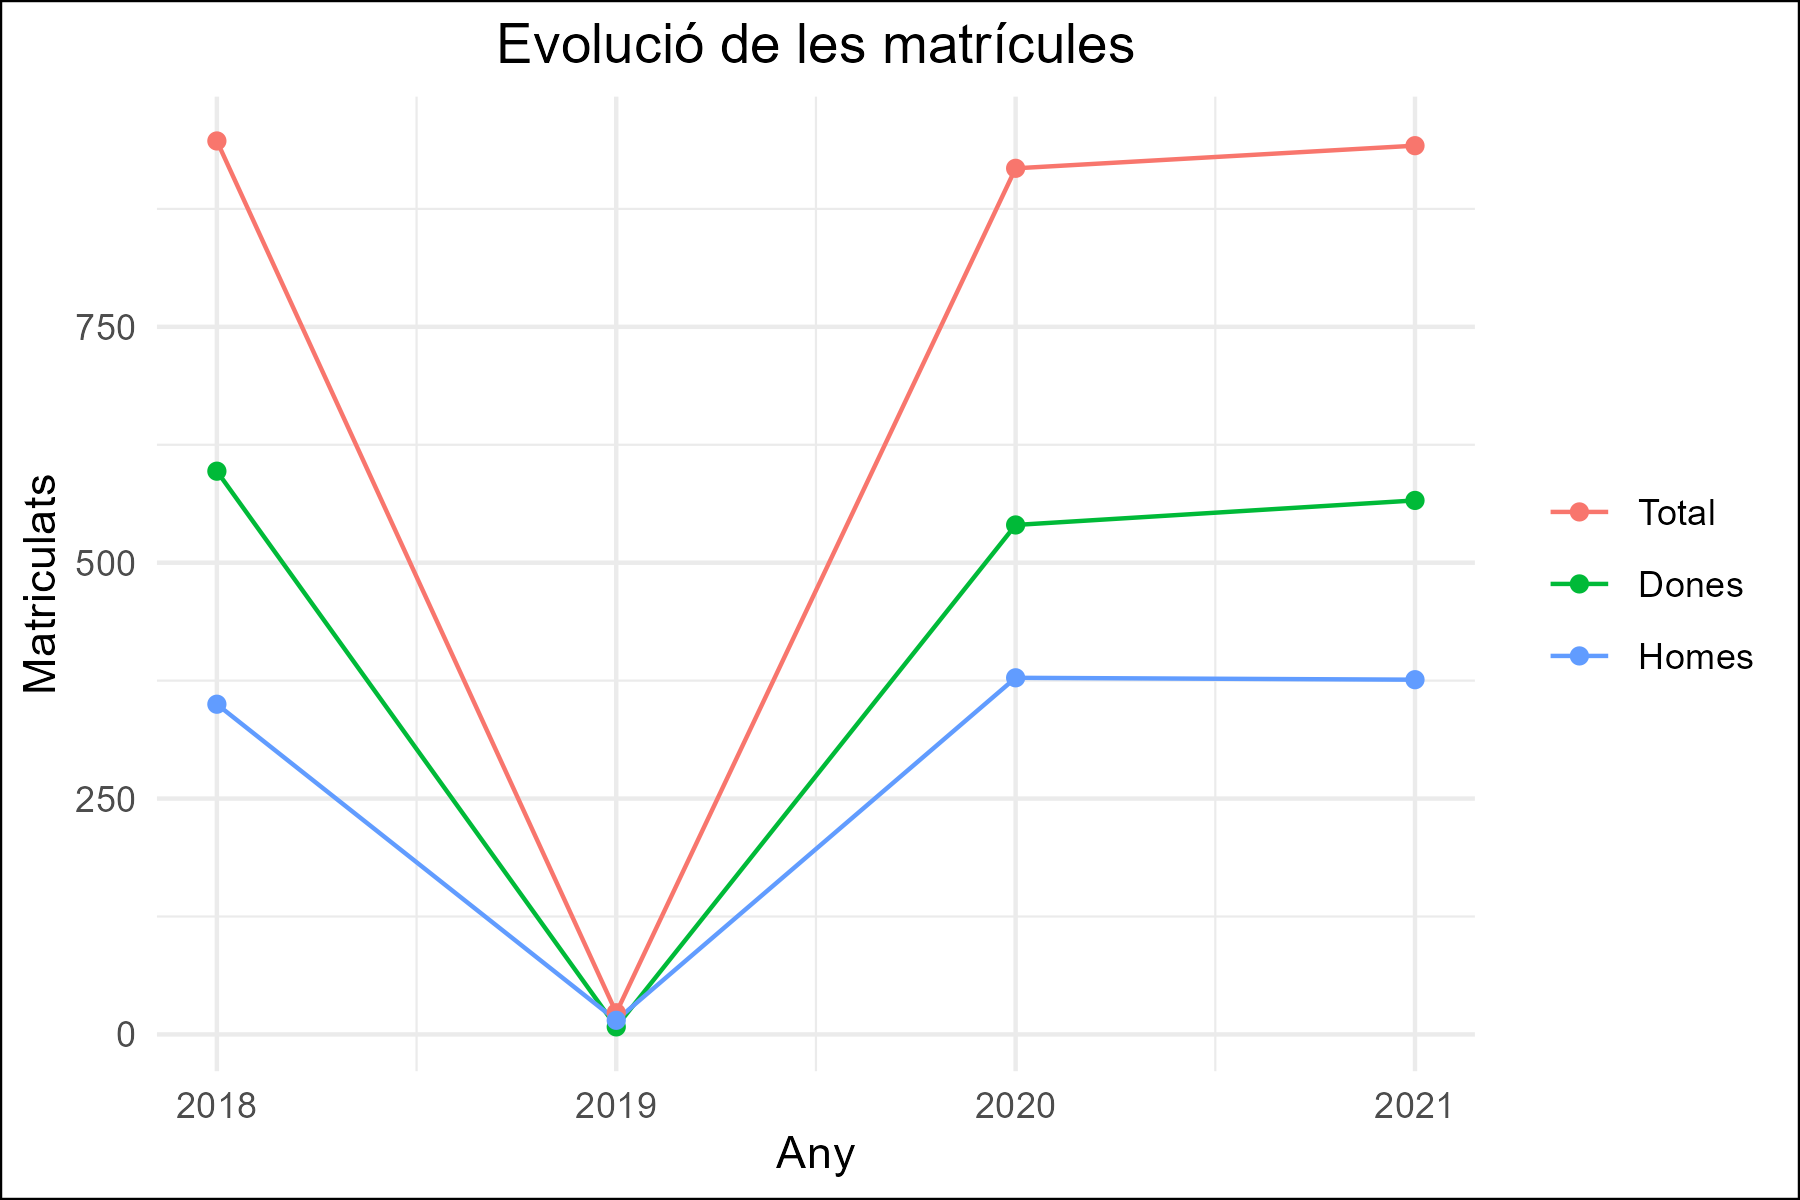 Evolució de les matrícules
Matriculats
750
500
250
0
2018
2019
2020
2021
Any
Total
Dones
Homes